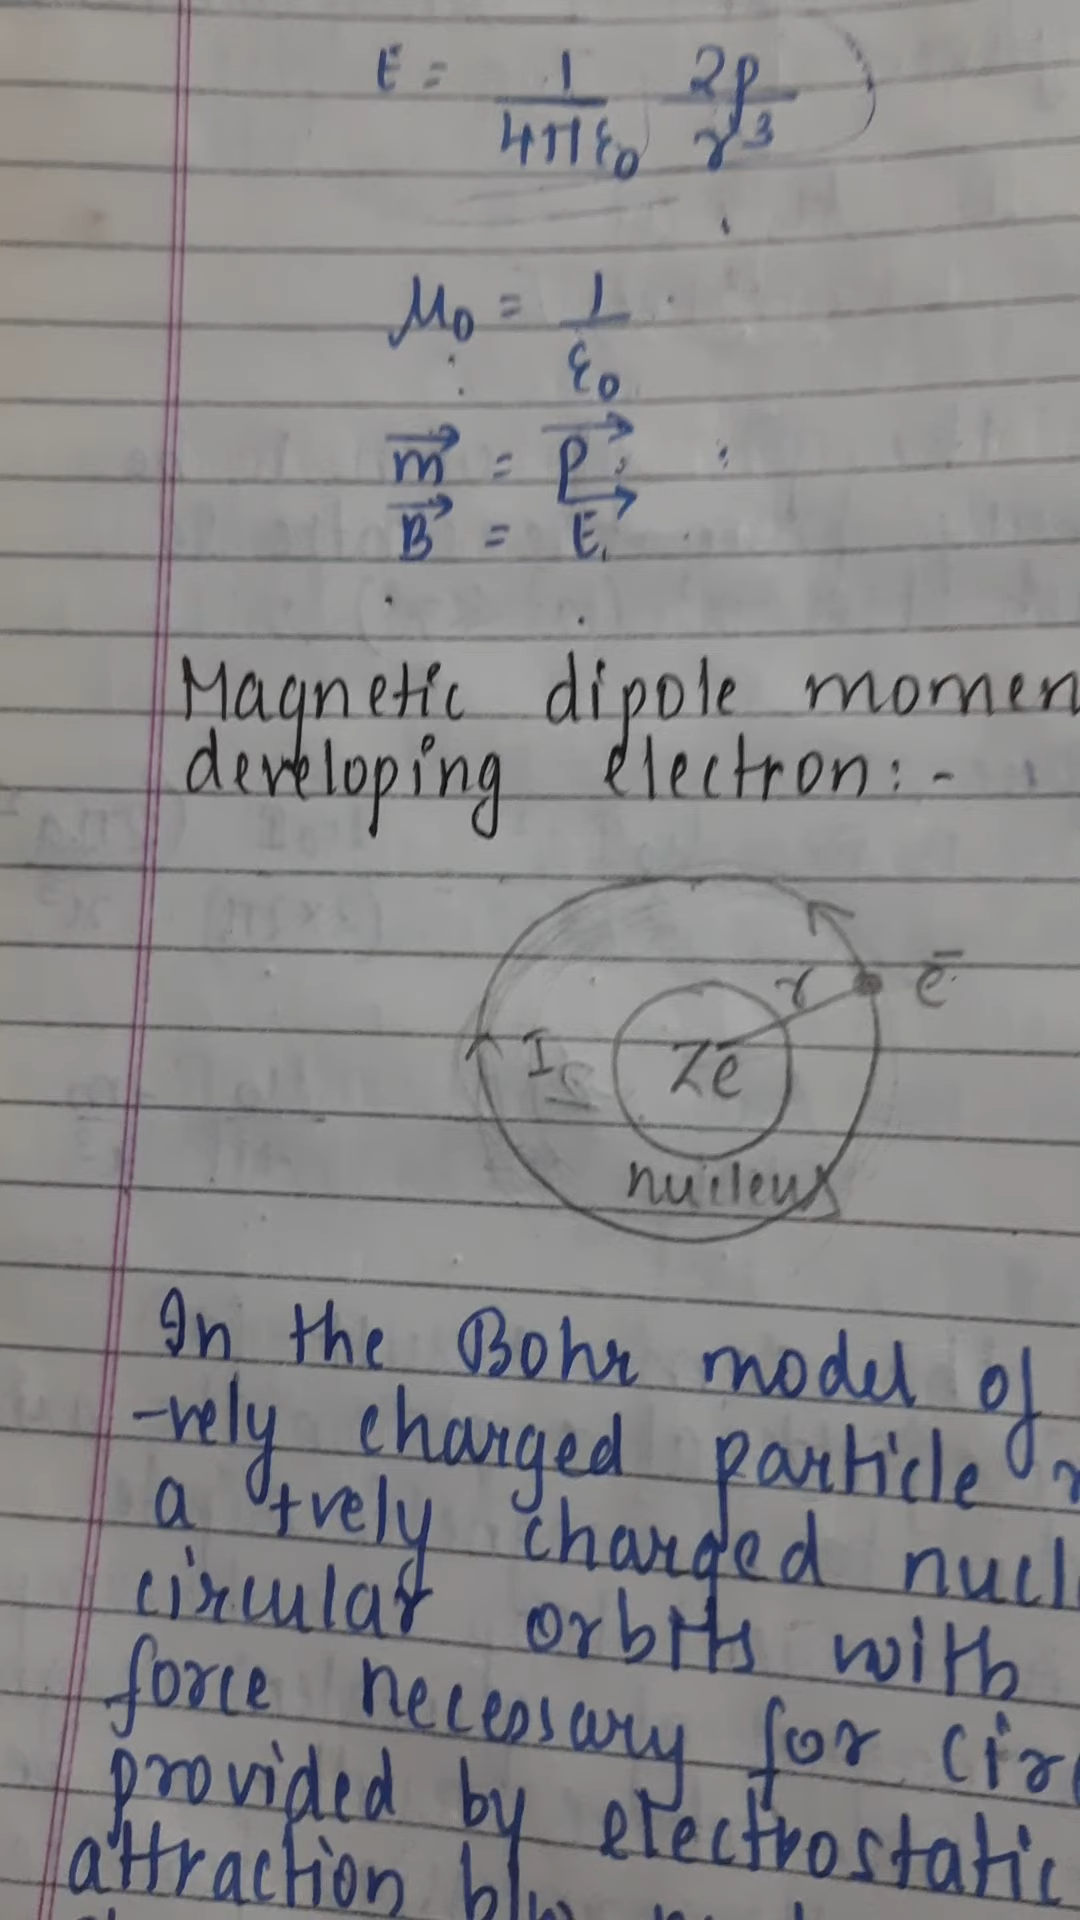 E = 1/4πε₀ 2p/r³
μ₀ = 1/ε₀
m⃗ = p⃗
B⃗ = E⃗
Magnetic dipole momen
developing electron:-
r e⁻
I Ze
nucleus
In the Bohr model of
-vely charged particle
a +vely charged nucl
circular orbits with
force necessary for cir
provided by electrostatic
attraction b/w